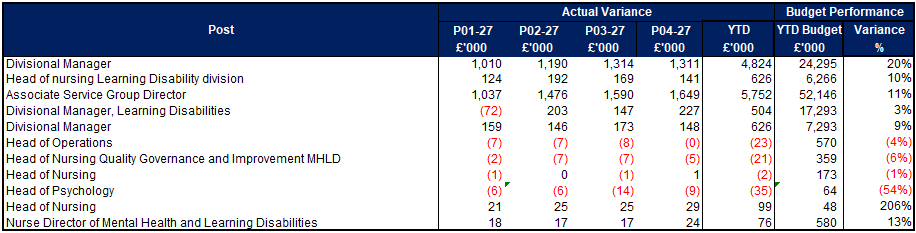 Actual Variance Budget Performance
Post P01-27 P02-27 P03-27 P04-27 YTD YTD Budget Variance
£'000 £'000 £'000 £'000 £'000 £'000 %
Divisional Manager 1,010 1,190 1,314 1,311 4,824 24,295 20%
Head of nursing Learning Disability division 124 192 169 141 626 6,266 10%
Associate Service Group Director 1,037 1,476 1,590 1,649 5,752 52,146 11%
Divisional Manager, Learning Disabilities (72) 203 147 227 504 17,293 3%
Divisional Manager 159 146 173 148 626 7,293 9%
Head of Operations (7) (7) (8) (0) (23) 570 (4%)
Head of Nursing Quality Governance and Improvement MHLD (2) (7) (7) (5) (21) 359 (6%)
Head of Nursing (1) 0 (1) 1 (2) 173 (1%)
Head of Psychology (6) (6) (14) (9) (35) 64 (54%)
Head of Nursing 21 25 25 29 99 48 206%
Nurse Director of Mental Health and Learning Disabilities 18 17 17 24 76 580 13%